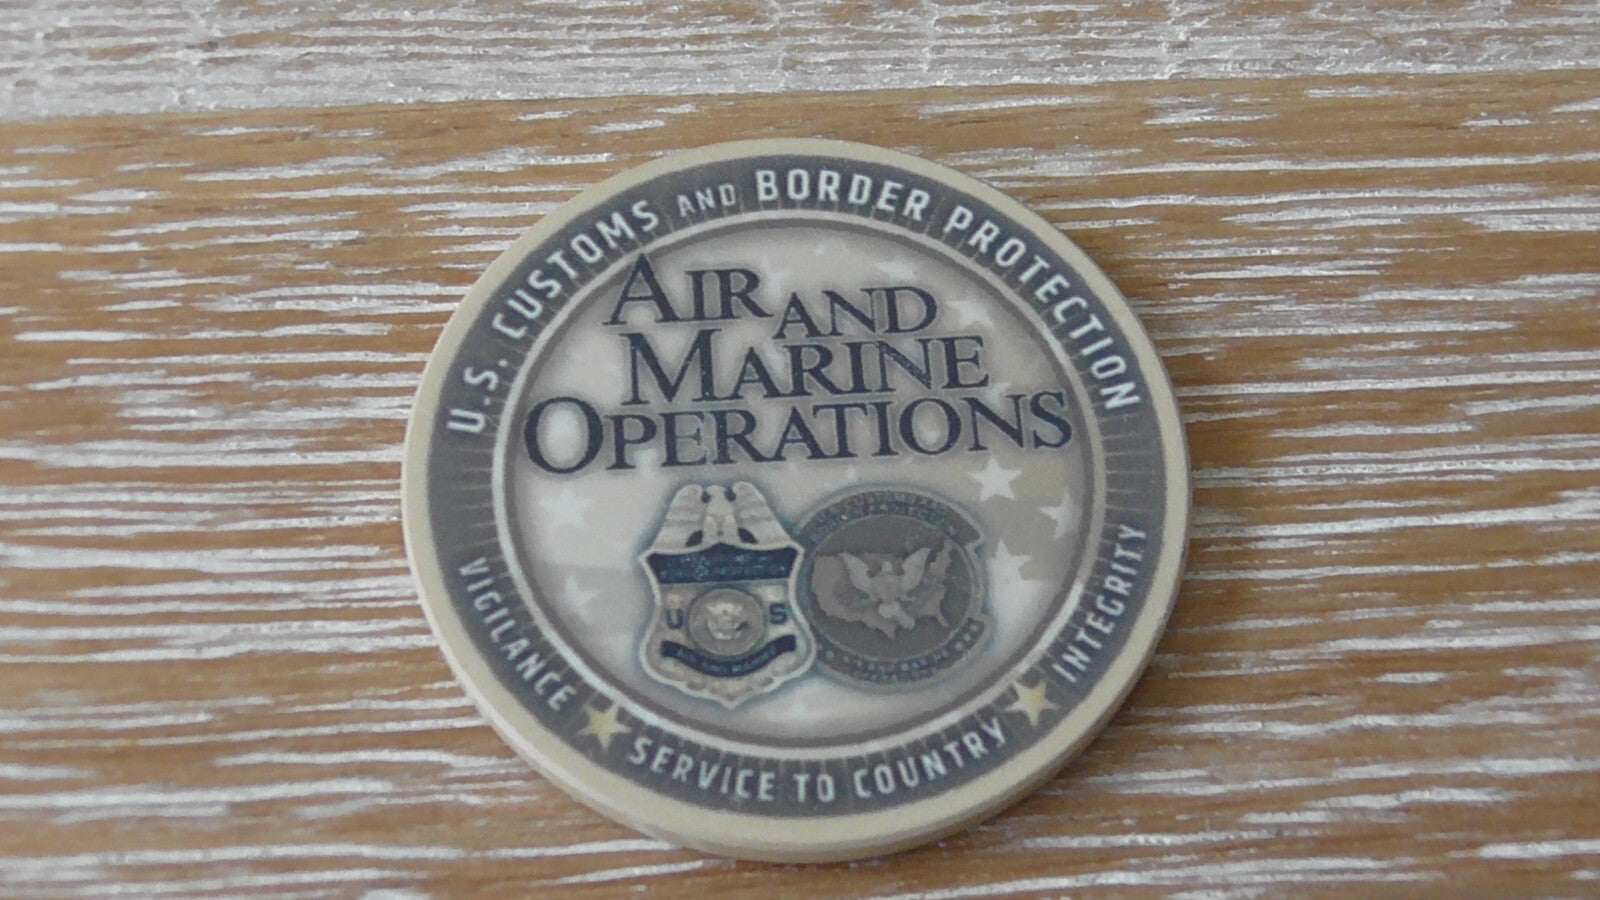 U.S. CUSTOMS AND BORDER PROTECTION
AIR AND
MARINE
OPERATIONS
U S
VIGILANCE ★ SERVICE TO COUNTRY ★ INTEGRITY